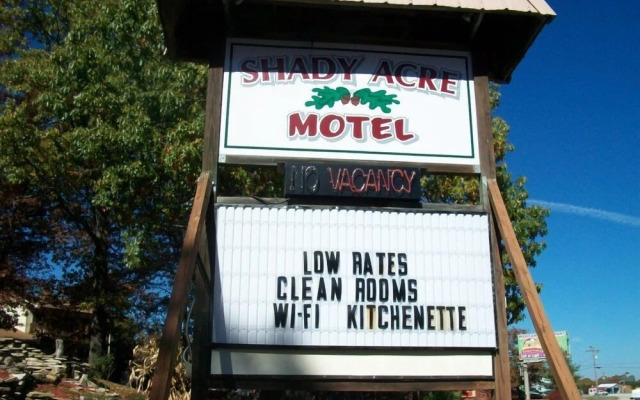 SHADY ACRE
MOTEL
NO VACANCY
LOW RATES
CLEAN ROOMS
WI-FI KITCHENETTE